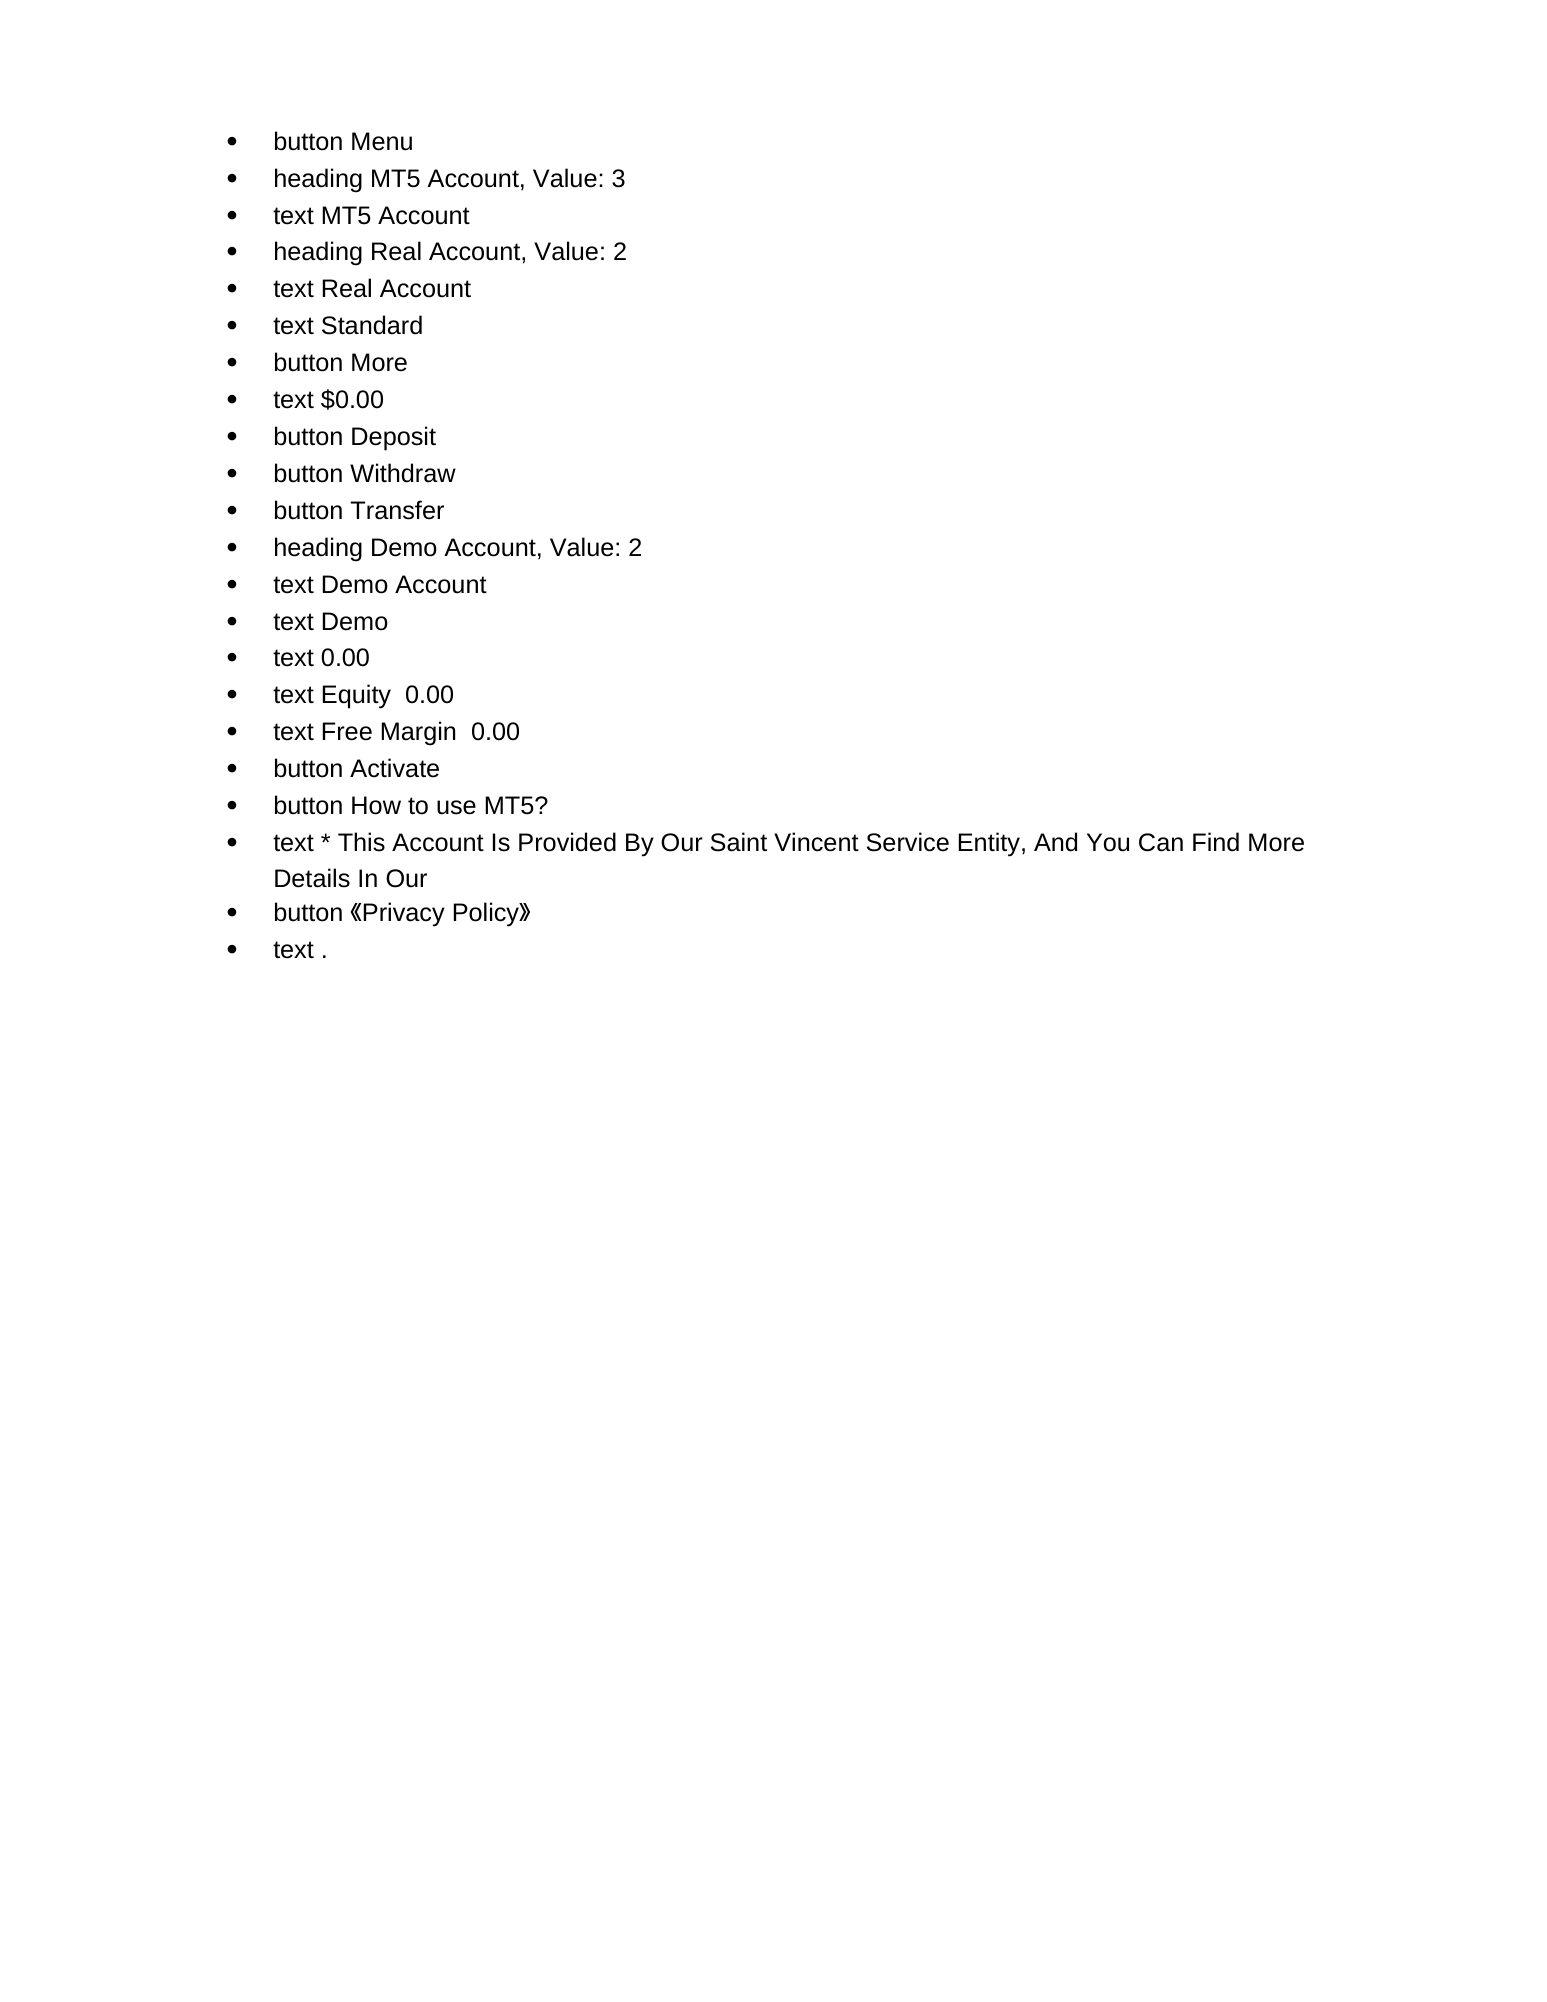 • button Menu
• heading MT5 Account, Value: 3
• text MT5 Account
• heading Real Account, Value: 2
• text Real Account
• text Standard
• button More
• text $0.00
• button Deposit
• button Withdraw
• button Transfer
• heading Demo Account, Value: 2
• text Demo Account
• text Demo
• text 0.00
• text Equity  0.00
• text Free Margin  0.00
• button Activate
• button How to use MT5?
• text * This Account Is Provided By Our Saint Vincent Service Entity, And You Can Find More
Details In Our
• button 《Privacy Policy》
• text .